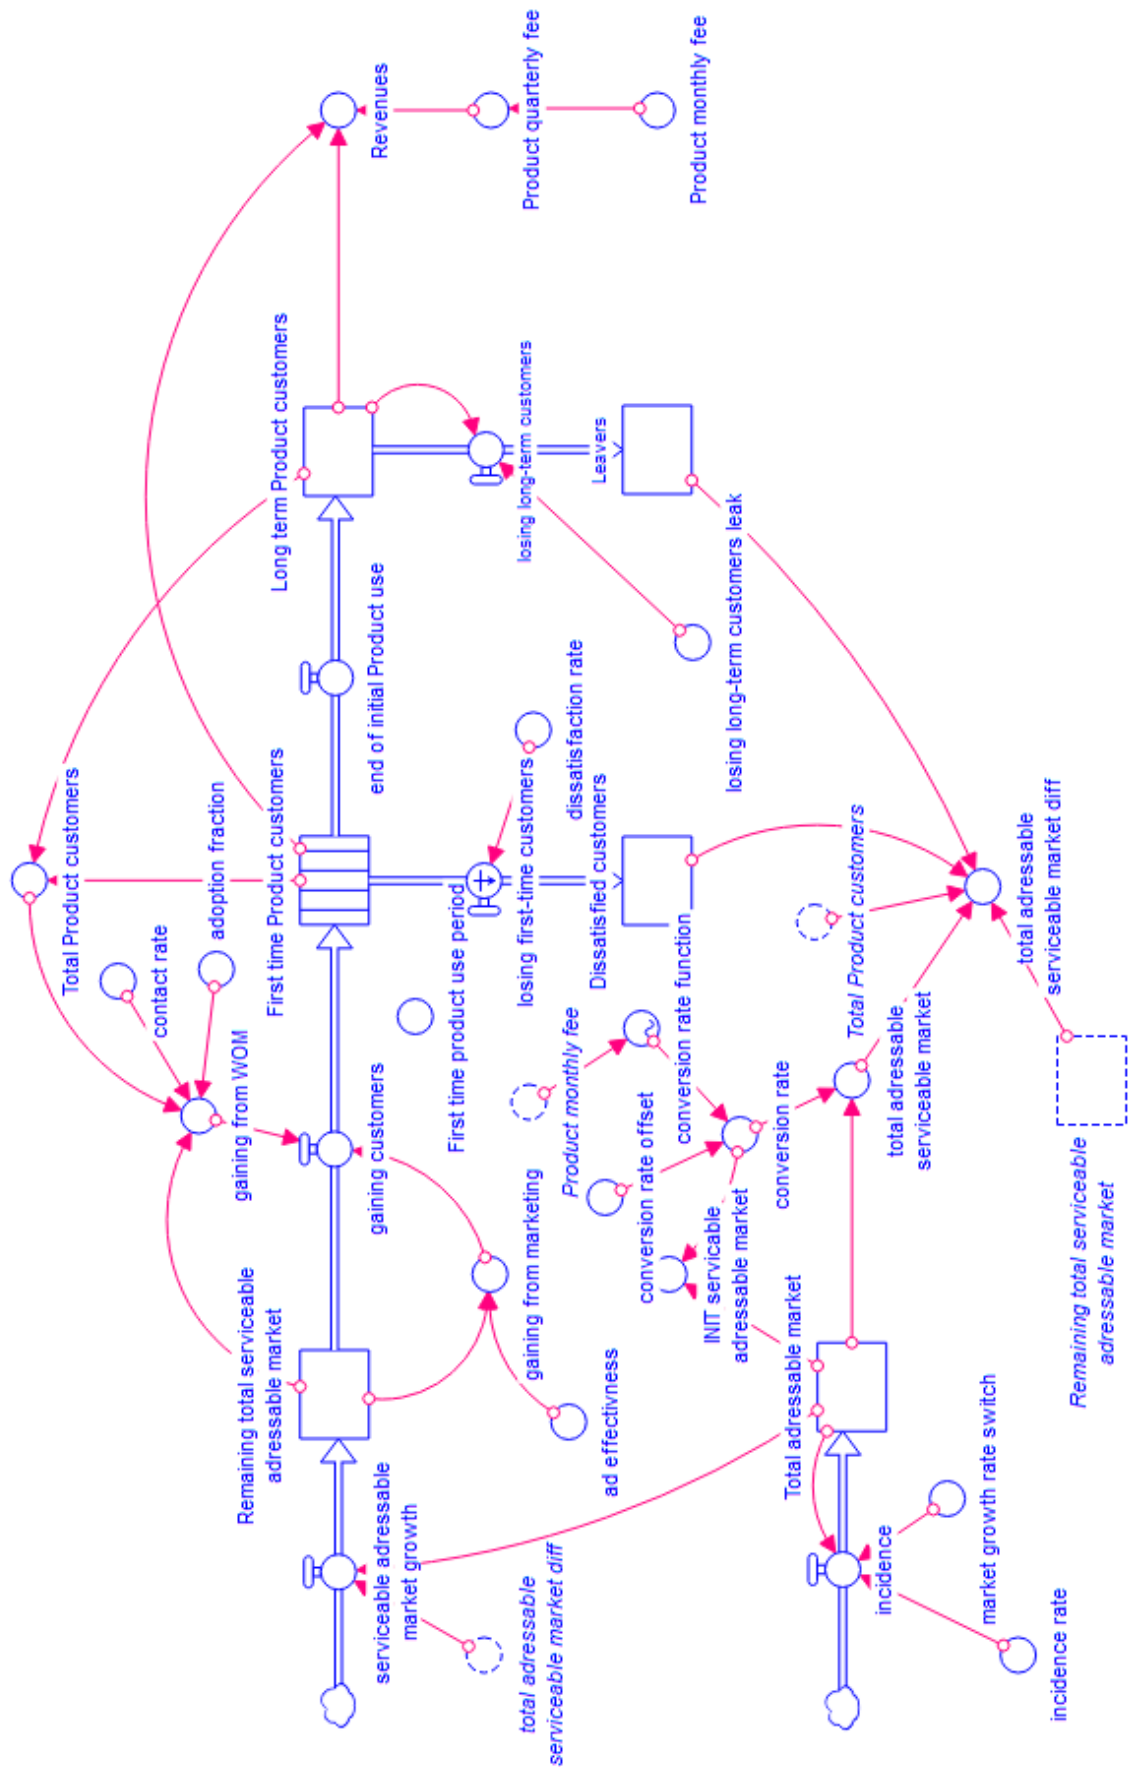 Total Product customers
contact rate
adoption fraction
gaining from WOM
Remaining total serviceable
adressable market
First time Product customers
Long term Product customers
Revenues
serviceable adressable
market growth
gaining customers
end of initial Product use
First time product use period
total adressable
serviceable market diff
gaining from marketing
ad effectivness
losing first-time customers
dissatisfaction rate
losing long-term customers
Product quarterly fee
Product monthly fee
Dissatisfied customers
Leavers
losing long-term customers leak
Product monthly fee
conversion rate offset
conversion rate function
INIT servicable
adressable market
conversion rate
Total adressable market
Total Product customers
total adressable
serviceable market
incidence
market growth rate switch
incidence rate
total adressable
serviceable market diff
Remaining total serviceable
adressable market